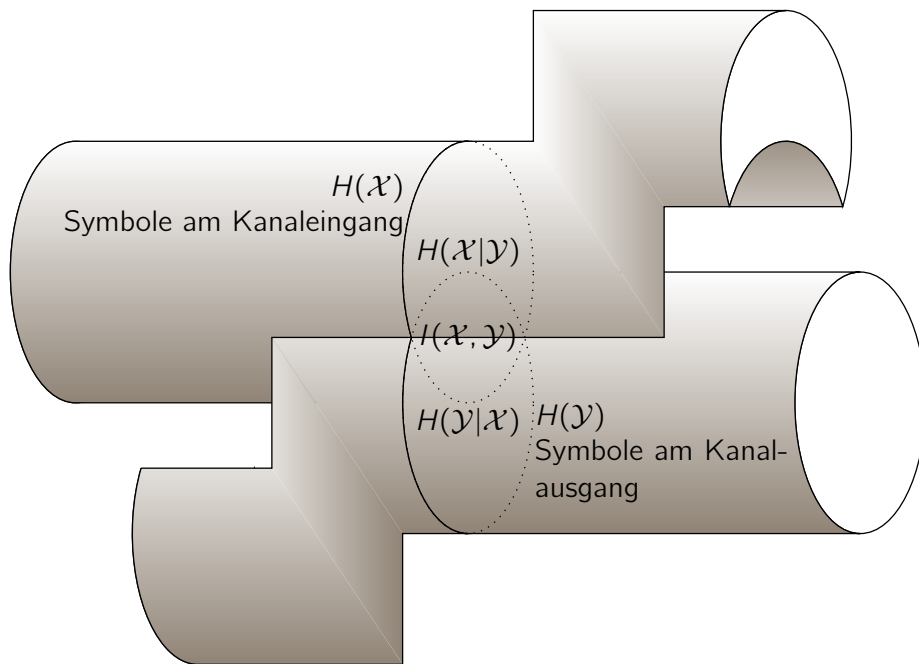 H(𝒳)
Symbole am Kanaleingang
H(𝒳|𝒴)
I(𝒳,𝒴)
H(𝒴|𝒳)
H(𝒴)
Symbole am Kanal-
ausgang